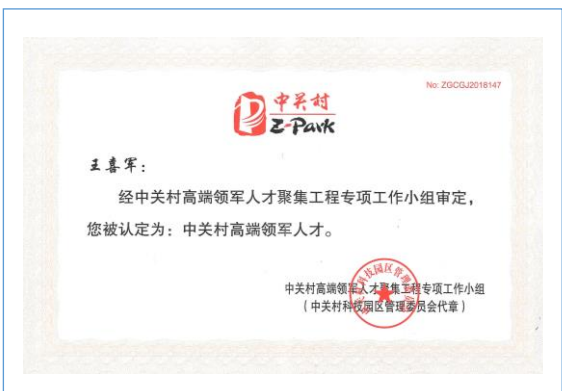 No: ZGCGJ2018147
中关村
Z-Park
王喜军：
经中关村高端领军人才聚集工程专项工作小组审定，
您被认定为：中关村高端领军人才。
中关村高端领军人才聚集工程专项工作小组
（中关村科技园区管理委员会代章）